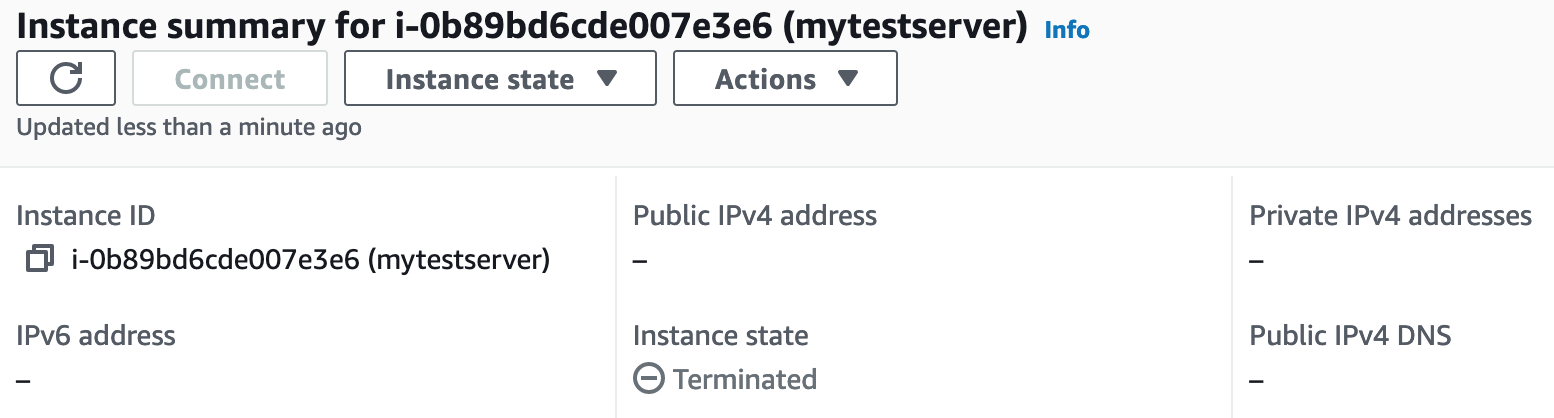 Instance summary for i-0b89bd6cde007e3e6 (mytestserver) Info
Connect Instance state Actions
Updated less than a minute ago
Instance ID
i-0b89bd6cde007e3e6 (mytestserver)
Public IPv4 address
–
Private IPv4 addresses
–
IPv6 address
–
Instance state
Terminated
Public IPv4 DNS
–